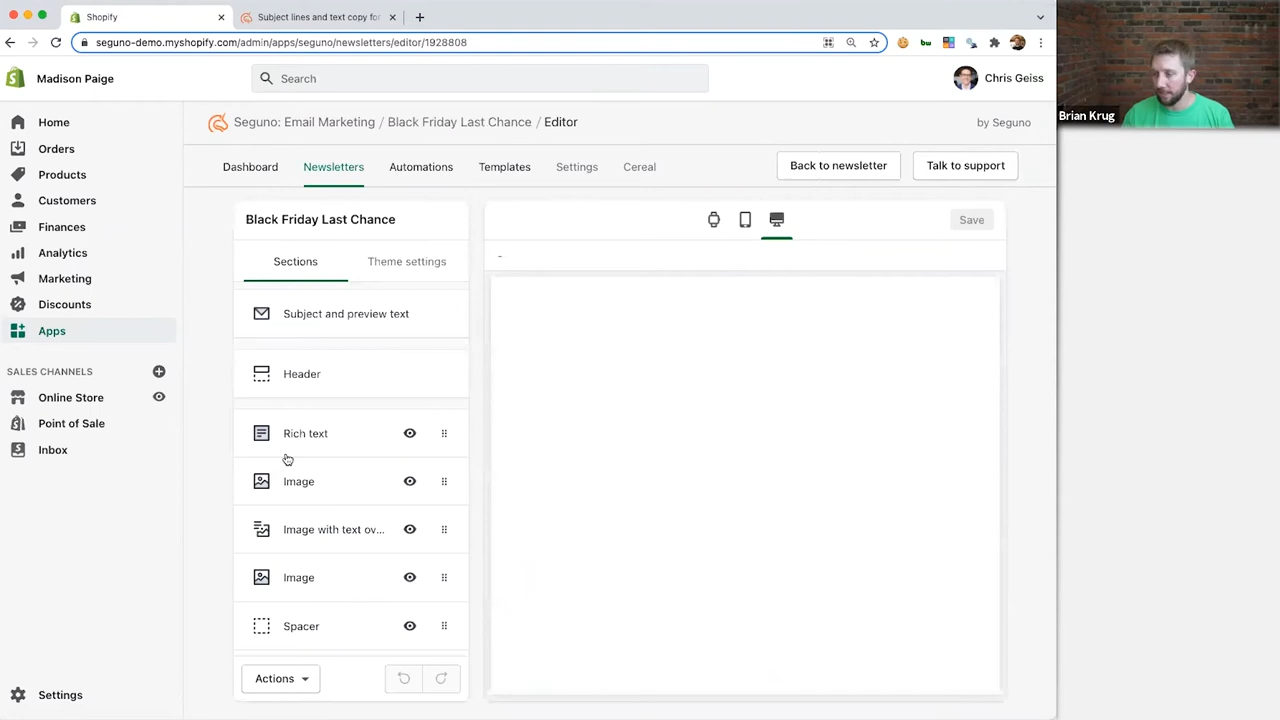 Shopify
Subject lines and text copy for
seguno-demo.myshopify.com/admin/apps/seguno/newsletters/editor/1928808
Madison Paige
Search
Chris Geiss
Brian Krug
Home
Orders
Products
Customers
Finances
Analytics
Marketing
Discounts
Apps
SALES CHANNELS
Online Store
Point of Sale
Inbox
Settings
Seguno: Email Marketing / Black Friday Last Chance / Editor
by Seguno
Dashboard
Newsletters
Automations
Templates
Settings
Cereal
Back to newsletter
Talk to support
Black Friday Last Chance
Save
Sections
Theme settings
-
Subject and preview text
Header
Rich text
Image
Image with text ov...
Image
Spacer
Actions